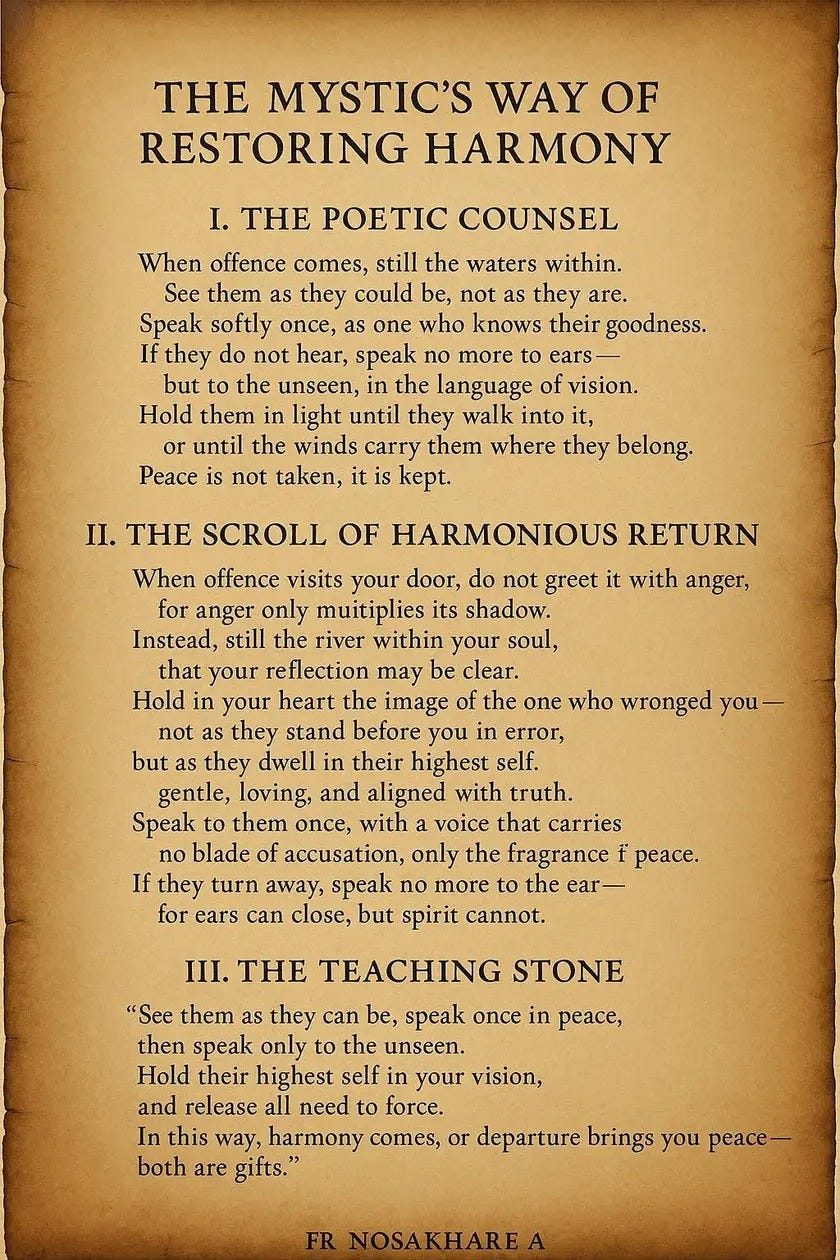 THE MYSTIC'S WAY OF
RESTORING HARMONY
I. THE POETIC COUNSEL
When offence comes, still the waters within.
See them as they could be, not as they are.
Speak softly once, as one who knows their goodness.
If they do not hear, speak no more to ears—
but to the unseen, in the language of vision.
Hold them in light until they walk into it,
or until the winds carry them where they belong.
Peace is not taken, it is kept.
II. THE SCROLL OF HARMONIOUS RETURN
When offence visits your door, do not greet it with anger,
for anger only muitiplies its shadow.
Instead, still the river within your soul,
that your reflection may be clear.
Hold in your heart the image of the one who wronged you—
not as they stand before you in error,
but as they dwell in their highest self.
gentle, loving, and aligned with truth.
Speak to them once, with a voice that carries
no blade of accusation, only the fragrance peace.
If they turn away, speak no more to the ear—
for ears can close, but spirit cannot.
III. THE TEACHING STONE
“See them as they can be, speak once in peace,
then speak only to the unseen.
Hold their highest self in your vision,
and release all need to force.
In this way, harmony comes, or departure brings you peace—
both are gifts.”
FR NOSAKHARE A